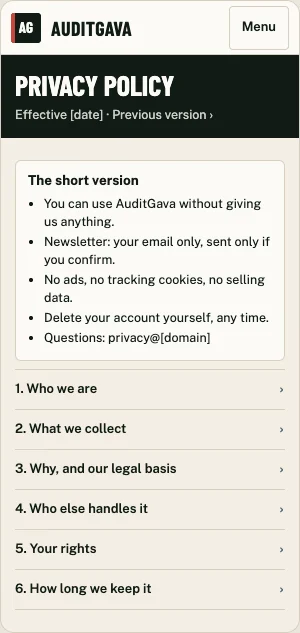 AG AUDITGAVA Menu
PRIVACY POLICY
Effective [date] · Previous version ›
The short version
• You can use AuditGava without giving
us anything.
• Newsletter: your email only, sent only if
you confirm.
• No ads, no tracking cookies, no selling
data.
• Delete your account yourself, any time.
• Questions: privacy@[domain]
1. Who we are ›
2. What we collect ›
3. Why, and our legal basis ›
4. Who else handles it ›
5. Your rights ›
6. How long we keep it ›